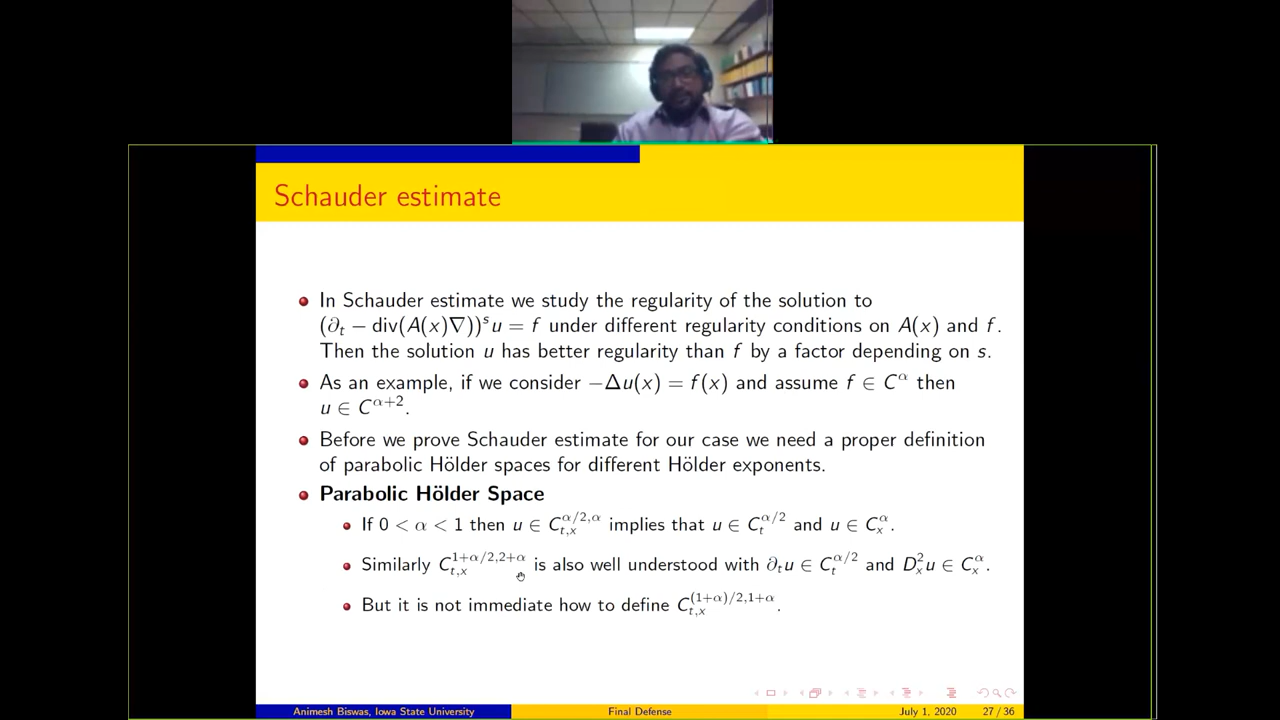 Schauder estimate
In Schauder estimate we study the regularity of the solution to
(∂ₜ − div(A(x)∇))ˢu = f under different regularity conditions on A(x) and f.
Then the solution u has better regularity than f by a factor depending on s.
As an example, if we consider −Δu(x) = f(x) and assume f ∈ C^α then
u ∈ C^{α+2}.
Before we prove Schauder estimate for our case we need a proper definition
of parabolic Hölder spaces for different Hölder exponents.
Parabolic Hölder Space
If 0 < α < 1 then u ∈ C_{t,x}^{α/2,α} implies that u ∈ C_t^{α/2} and u ∈ C_x^α.
Similarly C_{t,x}^{1+α/2,2+α} is also well understood with ∂ₜu ∈ C_t^{α/2} and D_x^2u ∈ C_x^α.
But it is not immediate how to define C_{t,x}^{(1+α)/2,1+α}.
Animesh Biswas, Iowa State University Final Defense July 1, 2020 27 / 36